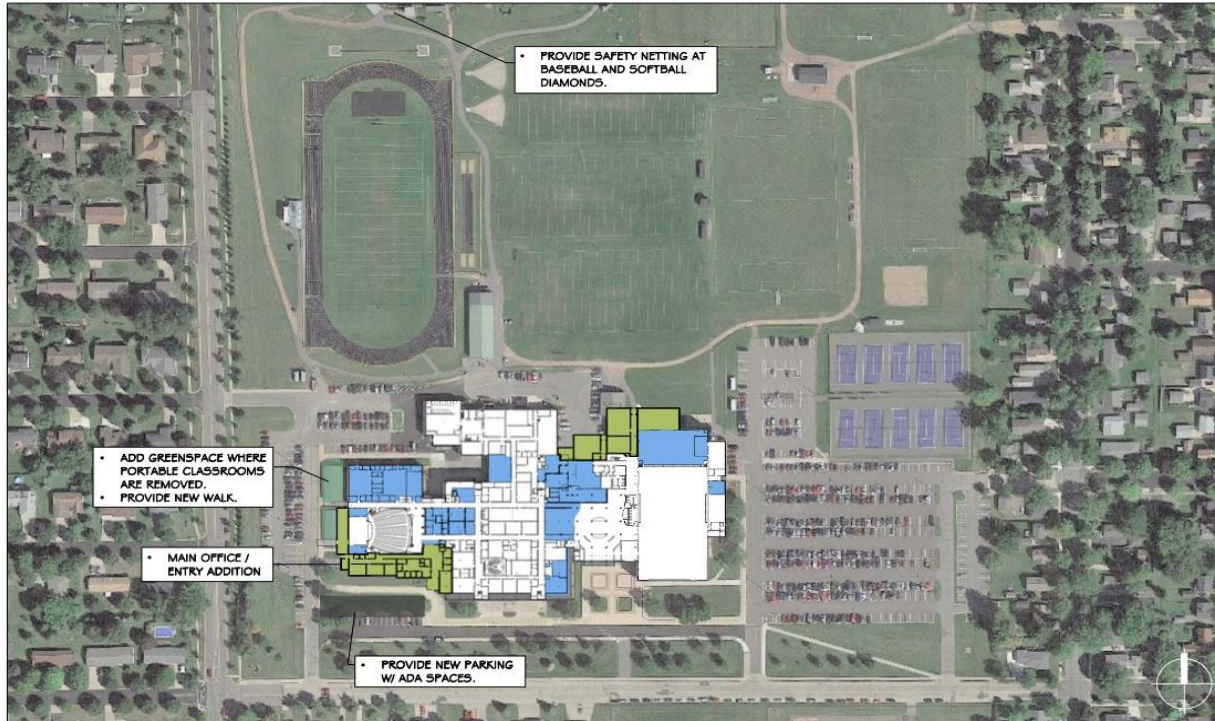 • PROVIDE SAFETY NETTING AT
BASEBALL AND SOFTBALL
DIAMONDS.
• ADD GREENSPACE WHERE
PORTABLE CLASSROOMS
ARE REMOVED.
• PROVIDE NEW WALK.
• MAIN OFFICE /
ENTRY ADDITION
• PROVIDE NEW PARKING
W/ ADA SPACES.